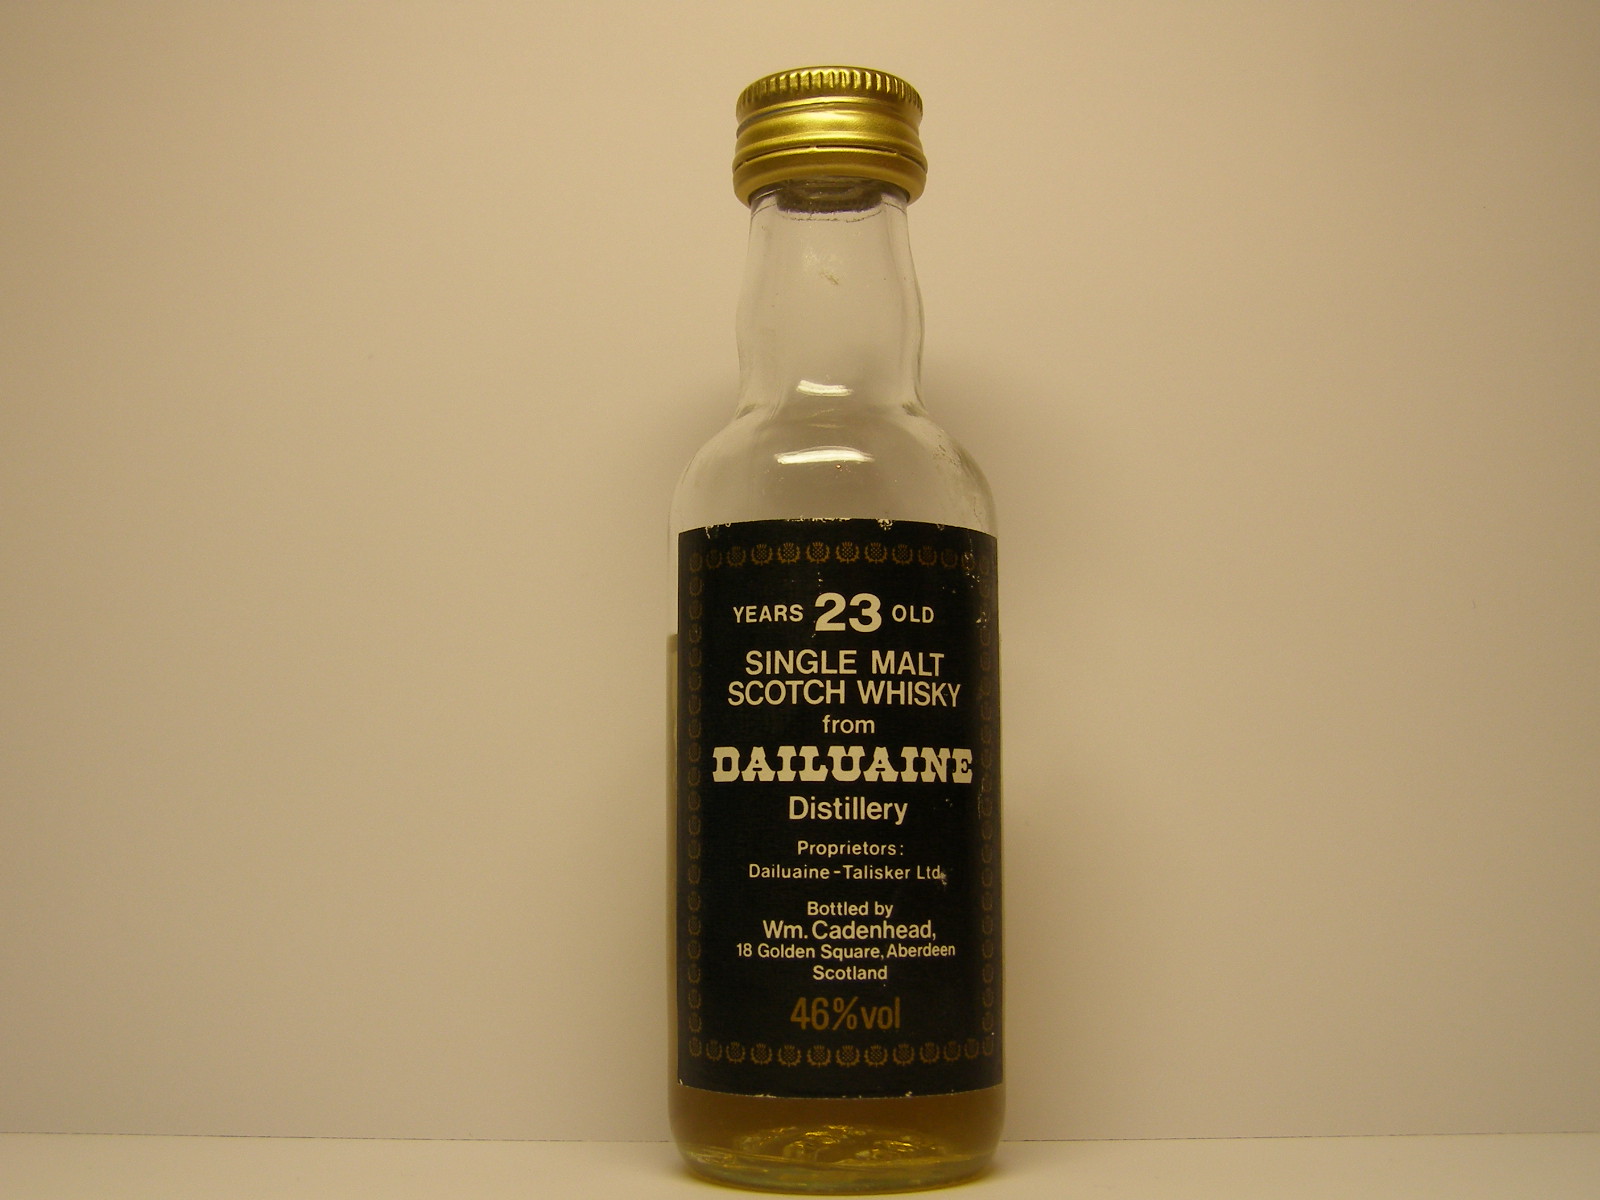 YEARS 23 OLD
SINGLE MALT
SCOTCH WHISKY
from
DAILUAINE
Distillery
Proprietors:
Dailuaine-Talisker Ltd.
Bottled by
Wm. Cadenhead,
18 Golden Square, Aberdeen
Scotland
46%vol